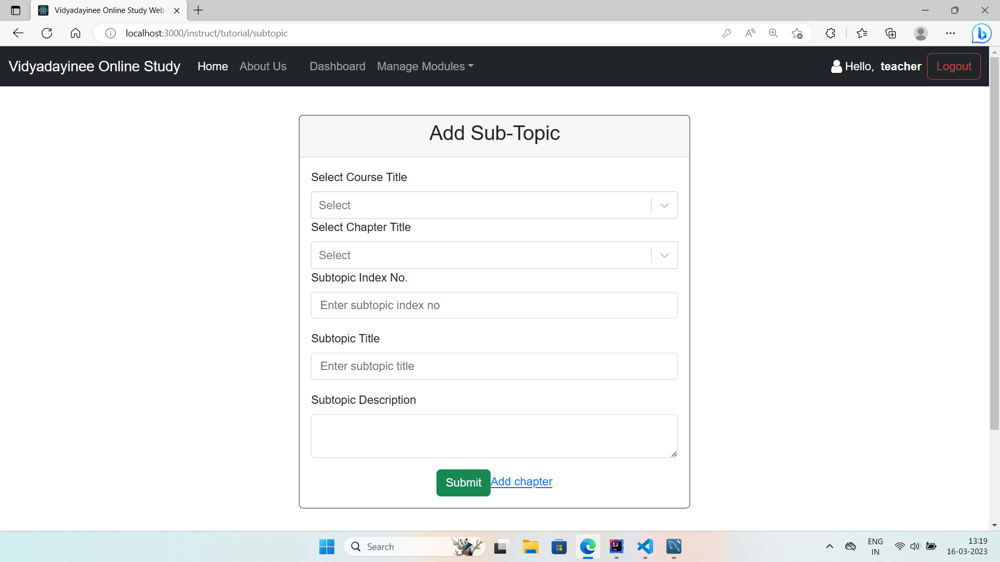 Vidyadayinee Online Study Web
localhost:3000/instruct/tutorial/subtopic
Vidyadayinee Online Study Home About Us Dashboard Manage Modules Hello, teacher Logout
Add Sub-Topic
Select Course Title
Select
Select Chapter Title
Select
Subtopic Index No.
Enter subtopic index no
Subtopic Title
Enter subtopic title
Subtopic Description
Submit Add chapter
Search
ENG
IN
13:19
16-03-2023